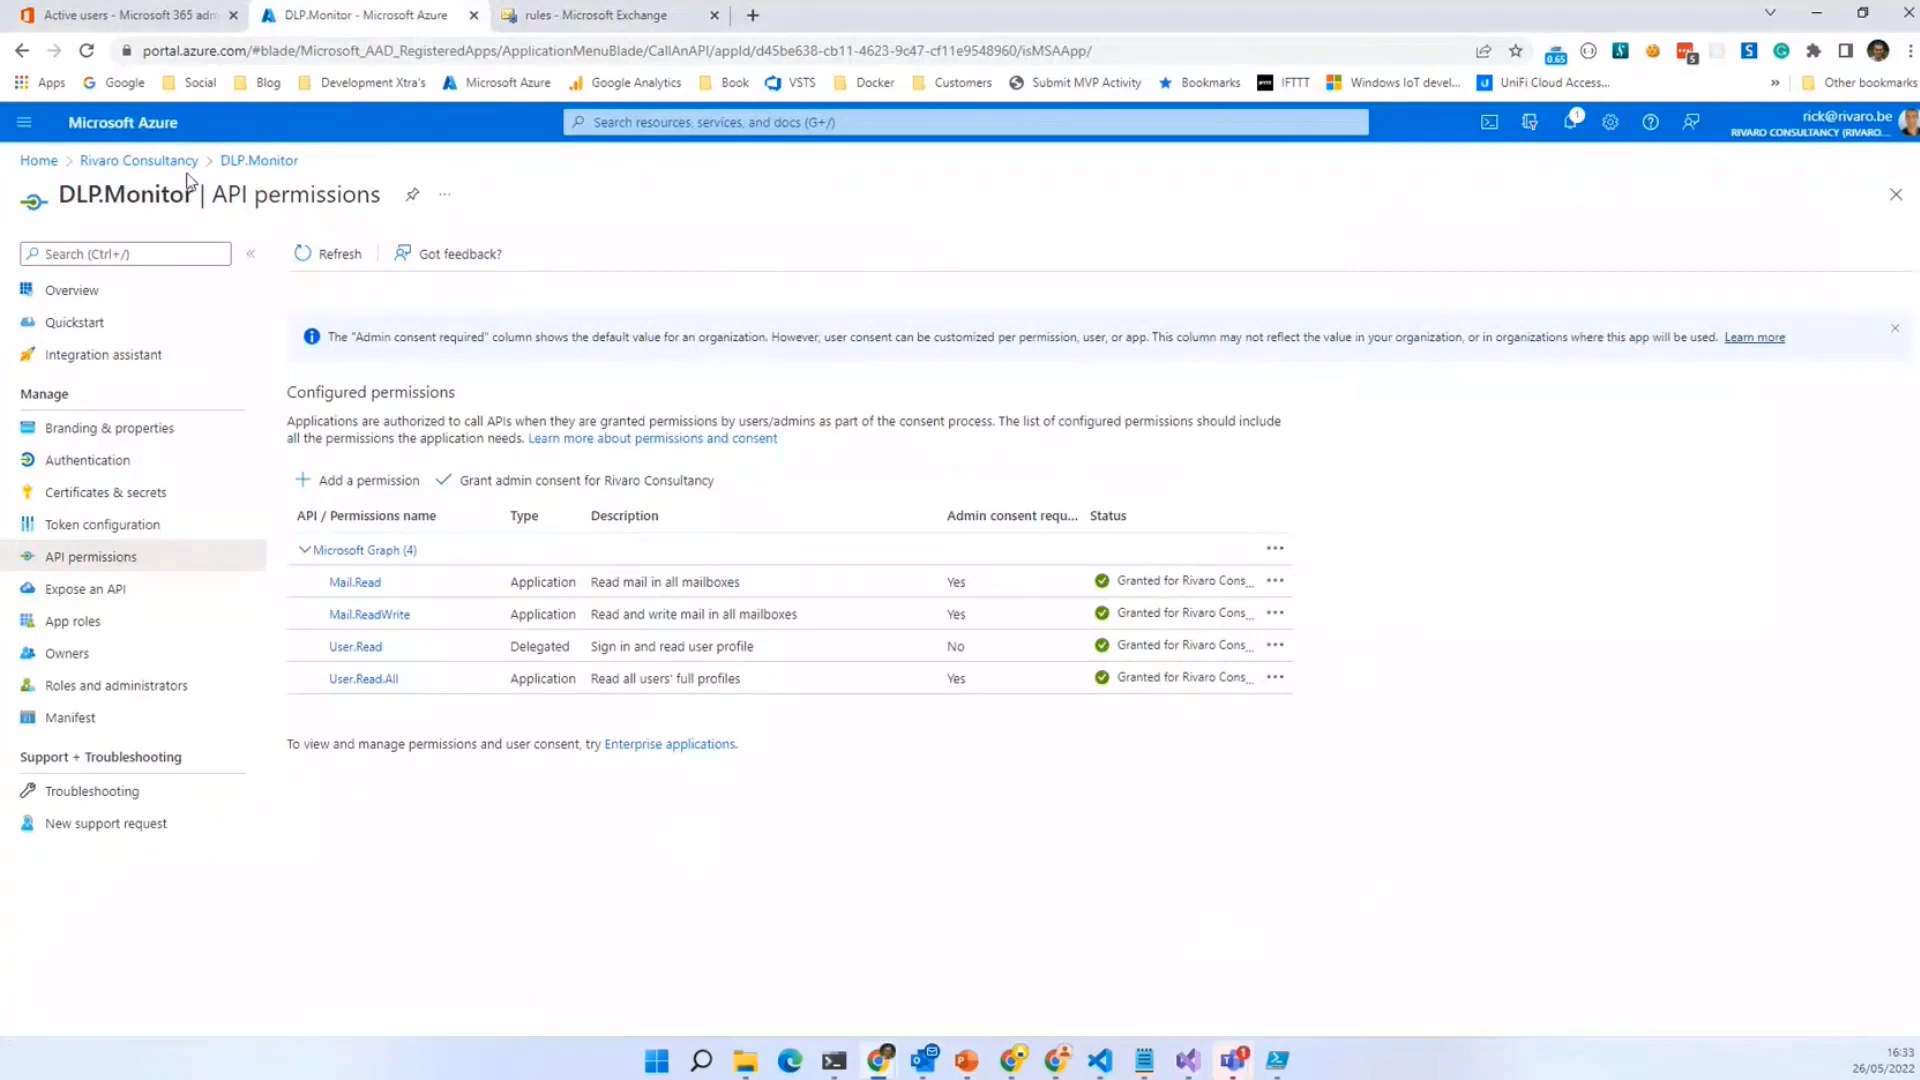 Active users - Microsoft 365 adm
DLP.Monitor - Microsoft Azure
rules - Microsoft Exchange
portal.azure.com/#blade/Microsoft_AAD_RegisteredApps/ApplicationMenuBlade/CallAnAPI/appId/d45be638-cb11-4623-9c47-cf11e9548960/isMSAApp/
0.65
5
Apps
Google
Social
Blog
Development Xtra's
Microsoft Azure
Google Analytics
Book
VSTS
Docker
Customers
Submit MVP Activity
Bookmarks
IFTTT
Windows IoT devel...
UniFi Cloud Access...
»
Other bookmarks
Microsoft Azure
Search resources, services, and docs (G+/)
1
rick@rivaro.be
RIVARO CONSULTANCY (RIVARO....
Home > Rivaro Consultancy > DLP.Monitor
DLP.Monitor | API permissions
Search (Ctrl+/)
«
Refresh
Got feedback?
Overview
Quickstart
Integration assistant
Manage
Branding & properties
Authentication
Certificates & secrets
Token configuration
API permissions
Expose an API
App roles
Owners
Roles and administrators
Manifest
Support + Troubleshooting
Troubleshooting
New support request
The "Admin consent required" column shows the default value for an organization. However, user consent can be customized per permission, user, or app. This column may not reflect the value in your organization, or in organizations where this app will be used. Learn more
Configured permissions
Applications are authorized to call APIs when they are granted permissions by users/admins as part of the consent process. The list of configured permissions should include
all the permissions the application needs. Learn more about permissions and consent
Add a permission
Grant admin consent for Rivaro Consultancy
API / Permissions name Type Description Admin consent requ... Status
Microsoft Graph (4)
Mail.Read Application Read mail in all mailboxes Yes Granted for Rivaro Cons...
Mail.ReadWrite Application Read and write mail in all mailboxes Yes Granted for Rivaro Cons...
User.Read Delegated Sign in and read user profile No Granted for Rivaro Cons...
User.Read.All Application Read all users' full profiles Yes Granted for Rivaro Cons...
To view and manage permissions and user consent, try Enterprise applications.
1
16:33
26/05/2022